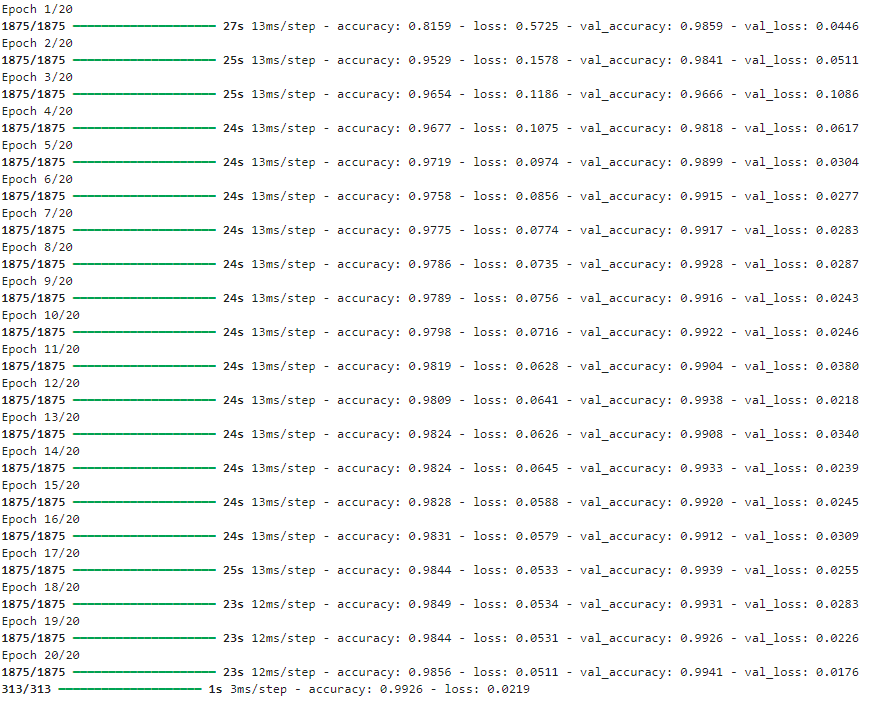 Epoch 1/20
1875/1875 ━━━━━━━━━━━━━━━━━━━━ 27s 13ms/step - accuracy: 0.8159 - loss: 0.5725 - val_accuracy: 0.9859 - val_loss: 0.0446
Epoch 2/20
1875/1875 ━━━━━━━━━━━━━━━━━━━━ 25s 13ms/step - accuracy: 0.9529 - loss: 0.1578 - val_accuracy: 0.9841 - val_loss: 0.0511
Epoch 3/20
1875/1875 ━━━━━━━━━━━━━━━━━━━━ 25s 13ms/step - accuracy: 0.9654 - loss: 0.1186 - val_accuracy: 0.9666 - val_loss: 0.1086
Epoch 4/20
1875/1875 ━━━━━━━━━━━━━━━━━━━━ 24s 13ms/step - accuracy: 0.9677 - loss: 0.1075 - val_accuracy: 0.9818 - val_loss: 0.0617
Epoch 5/20
1875/1875 ━━━━━━━━━━━━━━━━━━━━ 24s 13ms/step - accuracy: 0.9719 - loss: 0.0974 - val_accuracy: 0.9899 - val_loss: 0.0304
Epoch 6/20
1875/1875 ━━━━━━━━━━━━━━━━━━━━ 24s 13ms/step - accuracy: 0.9758 - loss: 0.0856 - val_accuracy: 0.9915 - val_loss: 0.0277
Epoch 7/20
1875/1875 ━━━━━━━━━━━━━━━━━━━━ 24s 13ms/step - accuracy: 0.9775 - loss: 0.0774 - val_accuracy: 0.9917 - val_loss: 0.0283
Epoch 8/20
1875/1875 ━━━━━━━━━━━━━━━━━━━━ 24s 13ms/step - accuracy: 0.9786 - loss: 0.0735 - val_accuracy: 0.9928 - val_loss: 0.0287
Epoch 9/20
1875/1875 ━━━━━━━━━━━━━━━━━━━━ 24s 13ms/step - accuracy: 0.9789 - loss: 0.0756 - val_accuracy: 0.9916 - val_loss: 0.0243
Epoch 10/20
1875/1875 ━━━━━━━━━━━━━━━━━━━━ 24s 13ms/step - accuracy: 0.9798 - loss: 0.0716 - val_accuracy: 0.9922 - val_loss: 0.0246
Epoch 11/20
1875/1875 ━━━━━━━━━━━━━━━━━━━━ 24s 13ms/step - accuracy: 0.9819 - loss: 0.0628 - val_accuracy: 0.9904 - val_loss: 0.0380
Epoch 12/20
1875/1875 ━━━━━━━━━━━━━━━━━━━━ 24s 13ms/step - accuracy: 0.9809 - loss: 0.0641 - val_accuracy: 0.9938 - val_loss: 0.0218
Epoch 13/20
1875/1875 ━━━━━━━━━━━━━━━━━━━━ 24s 13ms/step - accuracy: 0.9824 - loss: 0.0626 - val_accuracy: 0.9908 - val_loss: 0.0340
Epoch 14/20
1875/1875 ━━━━━━━━━━━━━━━━━━━━ 24s 13ms/step - accuracy: 0.9824 - loss: 0.0645 - val_accuracy: 0.9933 - val_loss: 0.0239
Epoch 15/20
1875/1875 ━━━━━━━━━━━━━━━━━━━━ 24s 13ms/step - accuracy: 0.9828 - loss: 0.0588 - val_accuracy: 0.9920 - val_loss: 0.0245
Epoch 16/20
1875/1875 ━━━━━━━━━━━━━━━━━━━━ 24s 13ms/step - accuracy: 0.9831 - loss: 0.0579 - val_accuracy: 0.9912 - val_loss: 0.0309
Epoch 17/20
1875/1875 ━━━━━━━━━━━━━━━━━━━━ 25s 13ms/step - accuracy: 0.9844 - loss: 0.0533 - val_accuracy: 0.9939 - val_loss: 0.0255
Epoch 18/20
1875/1875 ━━━━━━━━━━━━━━━━━━━━ 23s 12ms/step - accuracy: 0.9849 - loss: 0.0534 - val_accuracy: 0.9931 - val_loss: 0.0283
Epoch 19/20
1875/1875 ━━━━━━━━━━━━━━━━━━━━ 23s 12ms/step - accuracy: 0.9844 - loss: 0.0531 - val_accuracy: 0.9926 - val_loss: 0.0226
Epoch 20/20
1875/1875 ━━━━━━━━━━━━━━━━━━━━ 23s 12ms/step - accuracy: 0.9856 - loss: 0.0511 - val_accuracy: 0.9941 - val_loss: 0.0176
313/313 ━━━━━━━━━━━━━━━━━━━━ 1s 3ms/step - accuracy: 0.9926 - loss: 0.0219